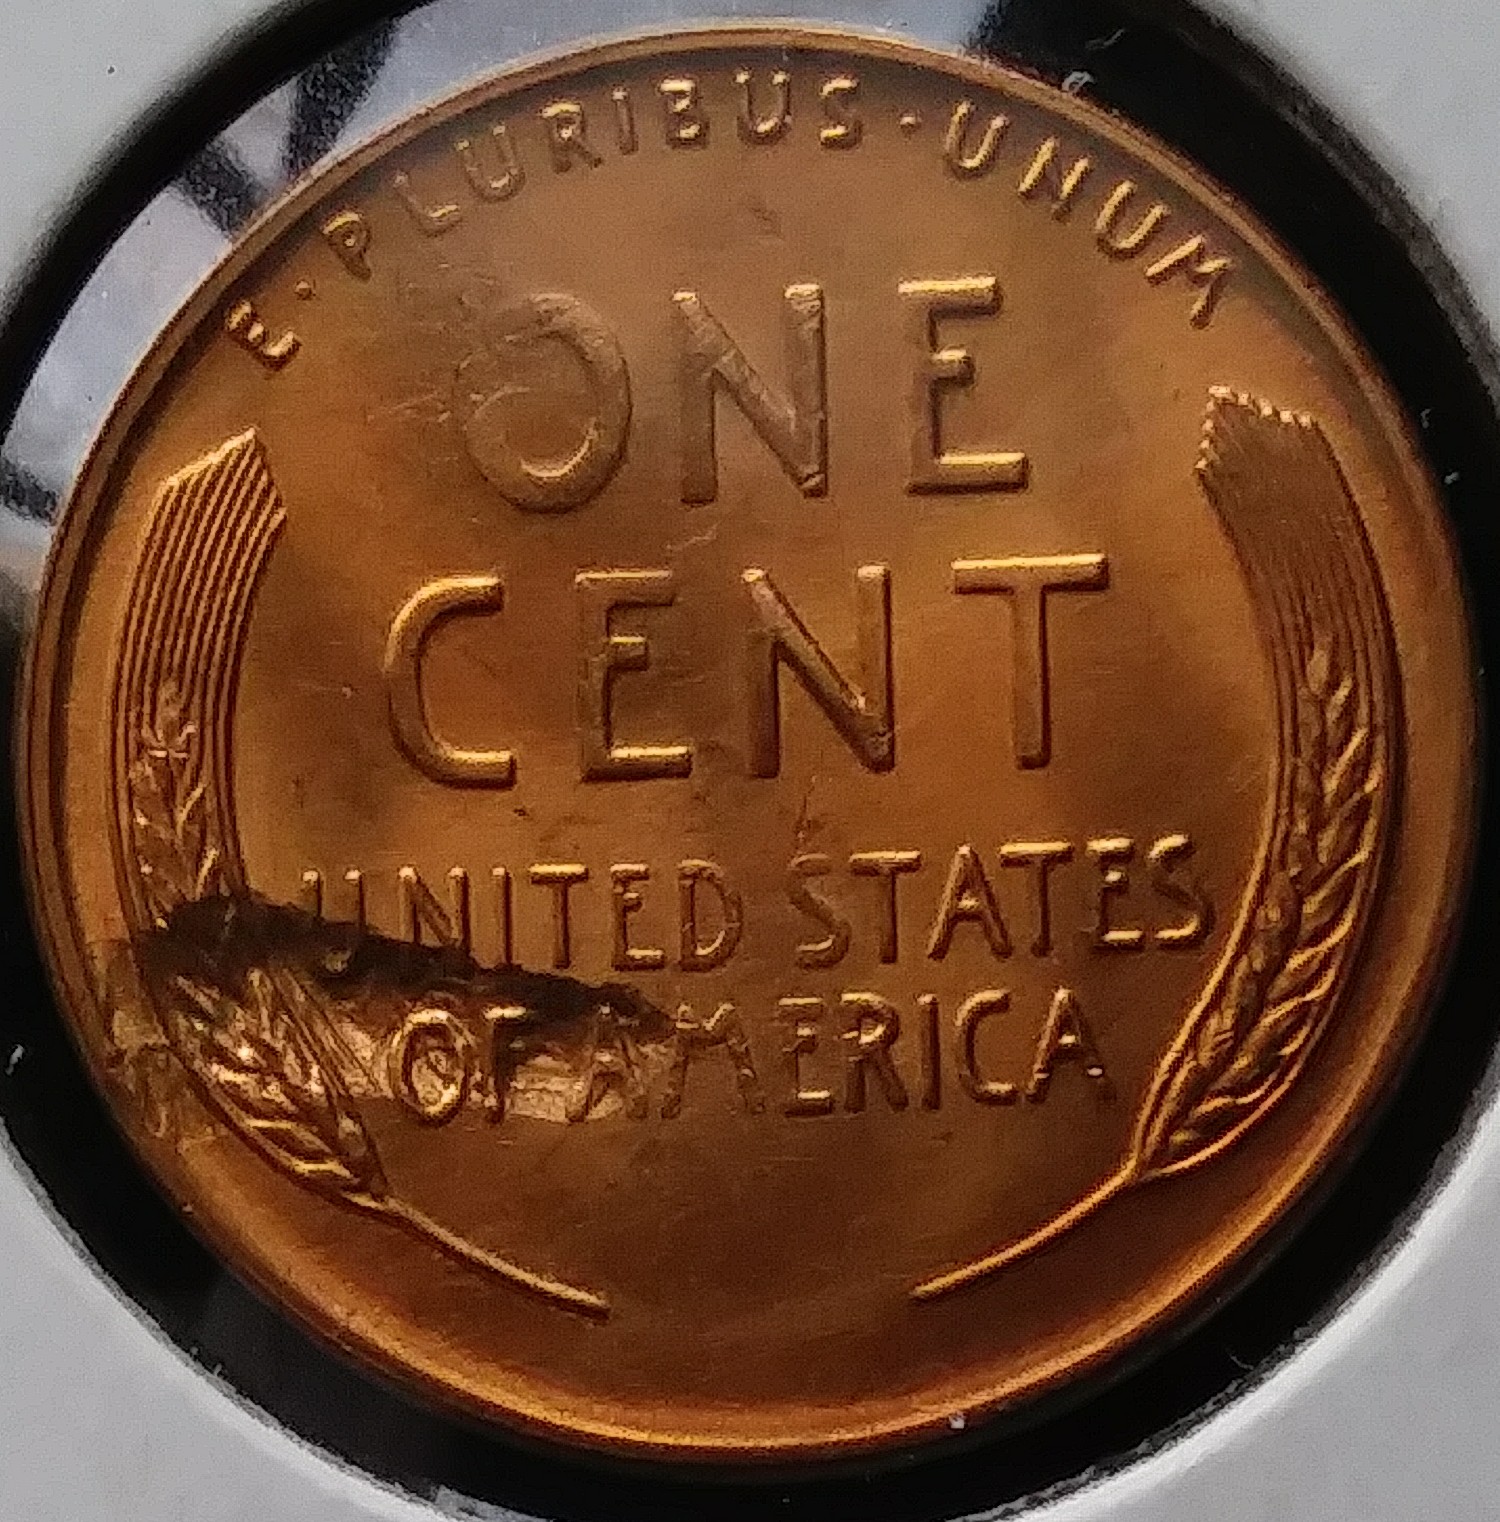 E·PLURIBUS·UNUM
ONE
CENT
UNITED STATES
OF AMERICA